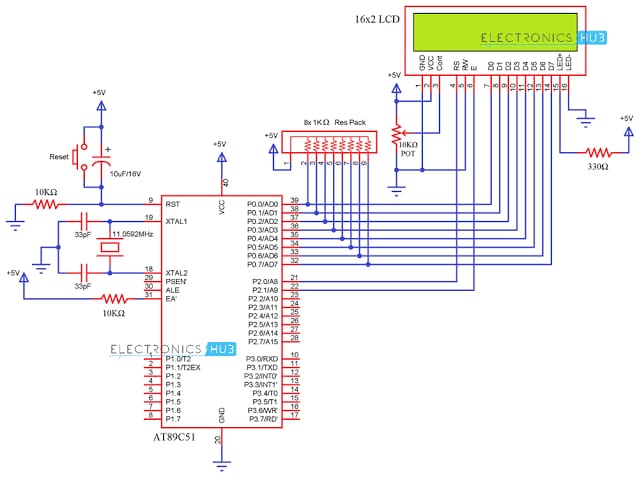 16x2 LCD
ELECTRONICS HUB
GND VCC Cont RS RW E D0 D1 D2 D3 D4 D5 D6 D7 LED+ LED-
1 2 3 4 5 6 7 8 9 10 11 12 13 14 15 16
+5V
+5V
+5V
10KΩ
POT
330Ω
8x 1KΩ Res Pack
+5V
1 2 3 4 5 6 7 8 9
+5V
Reset
+
10uF/16V
10KΩ
33pF
11.0592MHz
33pF
+5V
10KΩ
40
VCC
9 RST
19 XTAL1
18 XTAL2
29 PSEN'
30 ALE
31 EA'
P0.0/AD0 39
P0.1/AD1 38
P0.2/AD2 37
P0.3/AD3 36
P0.4/AD4 35
P0.5/AD5 34
P0.6/AD6 33
P0.7/AD7 32
P2.0/A8 21
P2.1/A9 22
P2.2/A10 23
P2.3/A11 24
P2.4/A12 25
P2.5/A13 26
P2.6/A14 27
P2.7/A15 28
ELECTRONICS HUB
1 P1.0/T2
2 P1.1/T2EX
3 P1.2
4 P1.3
5 P1.4
6 P1.5
7 P1.6
8 P1.7
P3.0/RXD 10
P3.1/TXD 11
P3.2/INT0' 12
P3.3/INT1' 13
P3.4/T0 14
P3.5/T1 15
P3.6/WR' 16
P3.7/RD' 17
GND
20
AT89C51